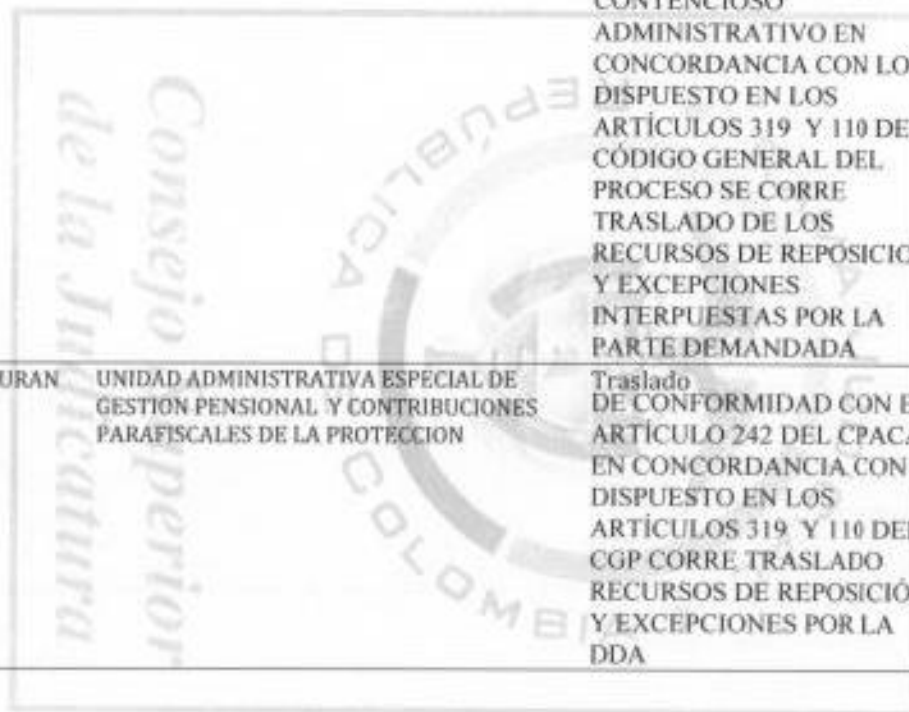 CONTENCIOSO
ADMINISTRATIVO EN
CONCORDANCIA CON LO
DISPUESTO EN LOS
ARTÍCULOS 319 Y 110 DE
CÓDIGO GENERAL DEL
PROCESO SE CORRE
TRASLADO DE LOS
RECURSOS DE REPOSICIO
Y EXCEPCIONES
INTERPUESTAS POR LA
PARTE DEMANDADA
URAN UNIDAD ADMINISTRATIVA ESPECIAL DE
GESTION PENSIONAL Y CONTRIBUCIONES
PARAFISCALES DE LA PROTECCION
Traslado
DE CONFORMIDAD CON E
ARTÍCULO 242 DEL CPACA
EN CONCORDANCIA CON
DISPUESTO EN LOS
ARTÍCULOS 319 Y 110 DEL
CGP CORRE TRASLADO
RECURSOS DE REPOSICIÓ
Y EXCEPCIONES POR LA
DDA
Consejo Superior
de la Judicatura
REPÚBLICA DE COLOMBIA